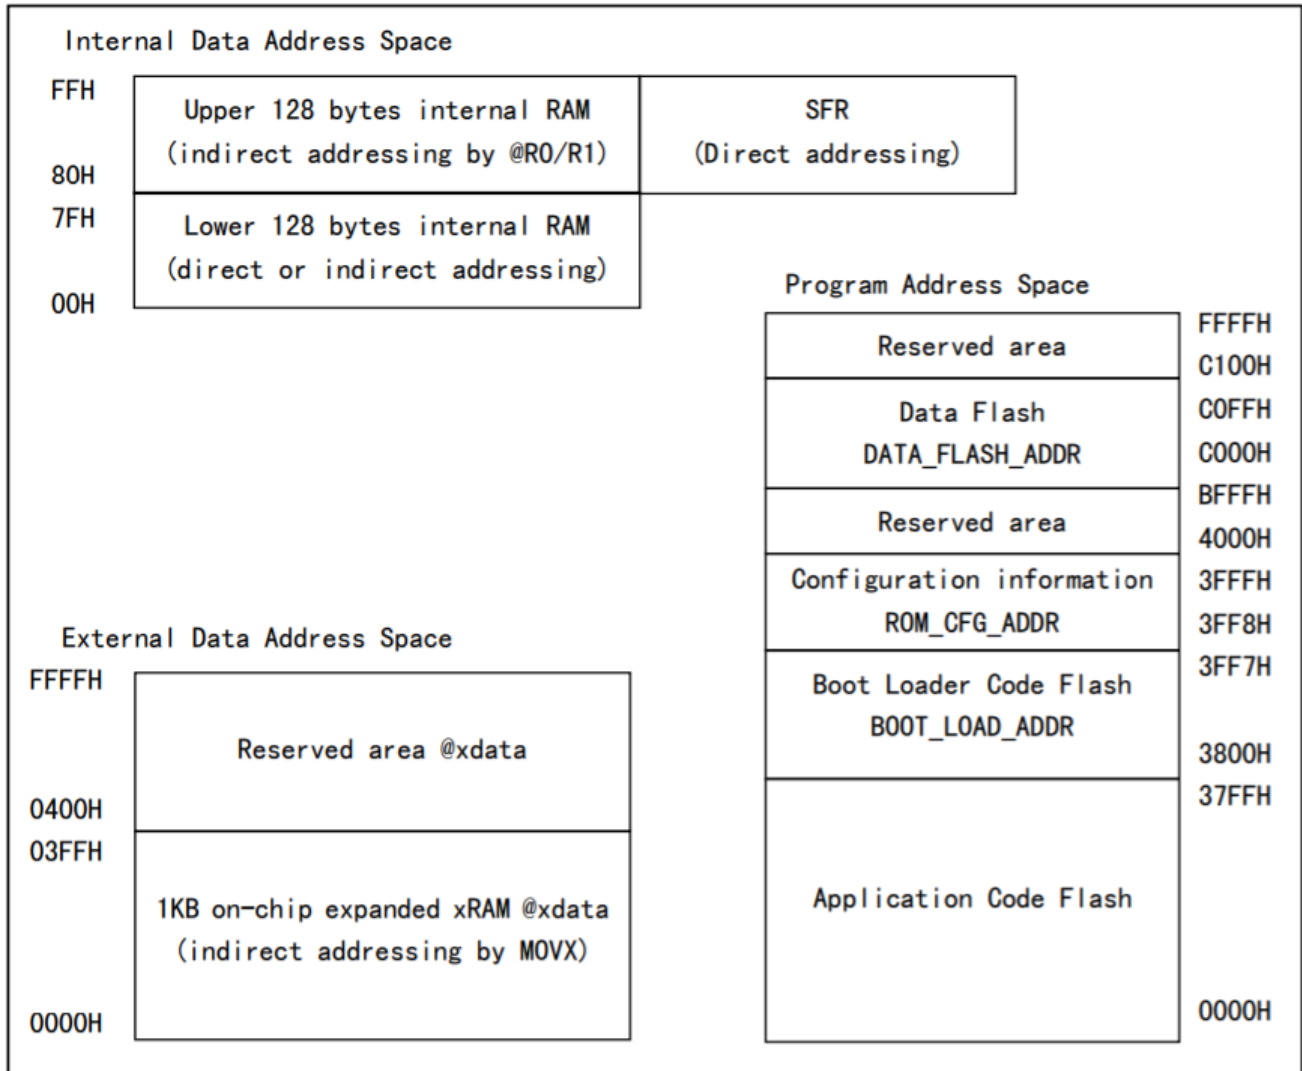 Internal Data Address Space
FFH
Upper 128 bytes internal RAM
(indirect addressing by @R0/R1)
80H
SFR
(Direct addressing)
7FH
Lower 128 bytes internal RAM
(direct or indirect addressing)
00H
Program Address Space
Reserved area
FFFFH
C100H
Data Flash
DATA_FLASH_ADDR
C0FFH
C000H
Reserved area
BFFFH
4000H
Configuration information
ROM_CFG_ADDR
3FFFH
3FF8H
Boot Loader Code Flash
BOOT_LOAD_ADDR
3FF7H
3800H
Application Code Flash
37FFH
0000H
External Data Address Space
FFFFH
Reserved area @xdata
0400H
03FFH
1KB on-chip expanded xRAM @xdata
(indirect addressing by MOVX)
0000H